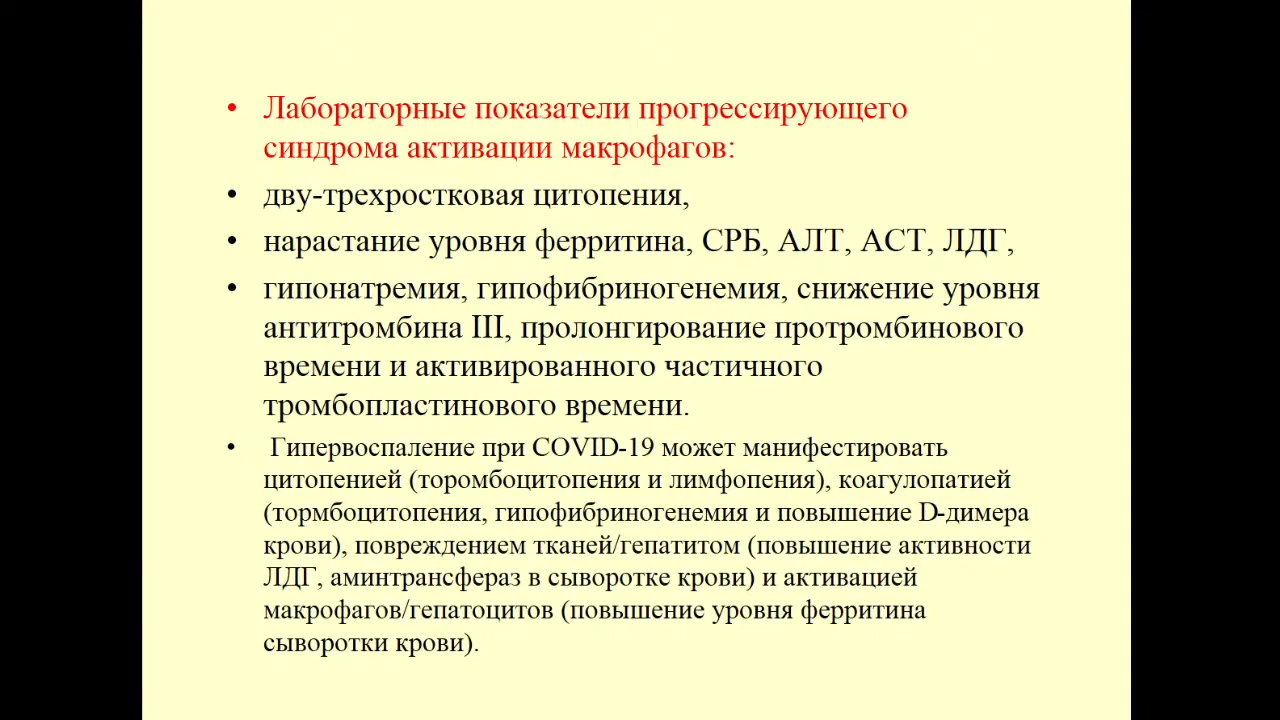 • Лабораторные показатели прогрессирующего
синдрома активации макрофагов:
• дву-трехростковая цитопения,
• нарастание уровня ферритина, СРБ, АЛТ, АСТ, ЛДГ,
• гипонатремия, гипофибриногенемия, снижение уровня
антитромбина III, пролонгирование протромбинового
времени и активированного частичного
тромбопластинового времени.
• Гипервоспаление при COVID-19 может манифестировать
цитопенией (торомбоцитопения и лимфопения), коагулопатией
(тормбоцитопения, гипофибриногенемия и повышение D-димера
крови), повреждением тканей/гепатитом (повышение активности
ЛДГ, аминтрансфераз в сыворотке крови) и активацией
макрофагов/гепатоцитов (повышение уровня ферритина
сыворотки крови).